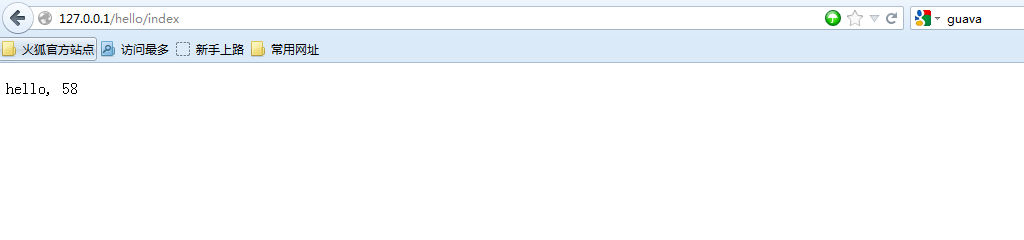 127.0.0.1/hello/index guava
火狐官方站点 访问最多 新手上路 常用网址
hello, 58